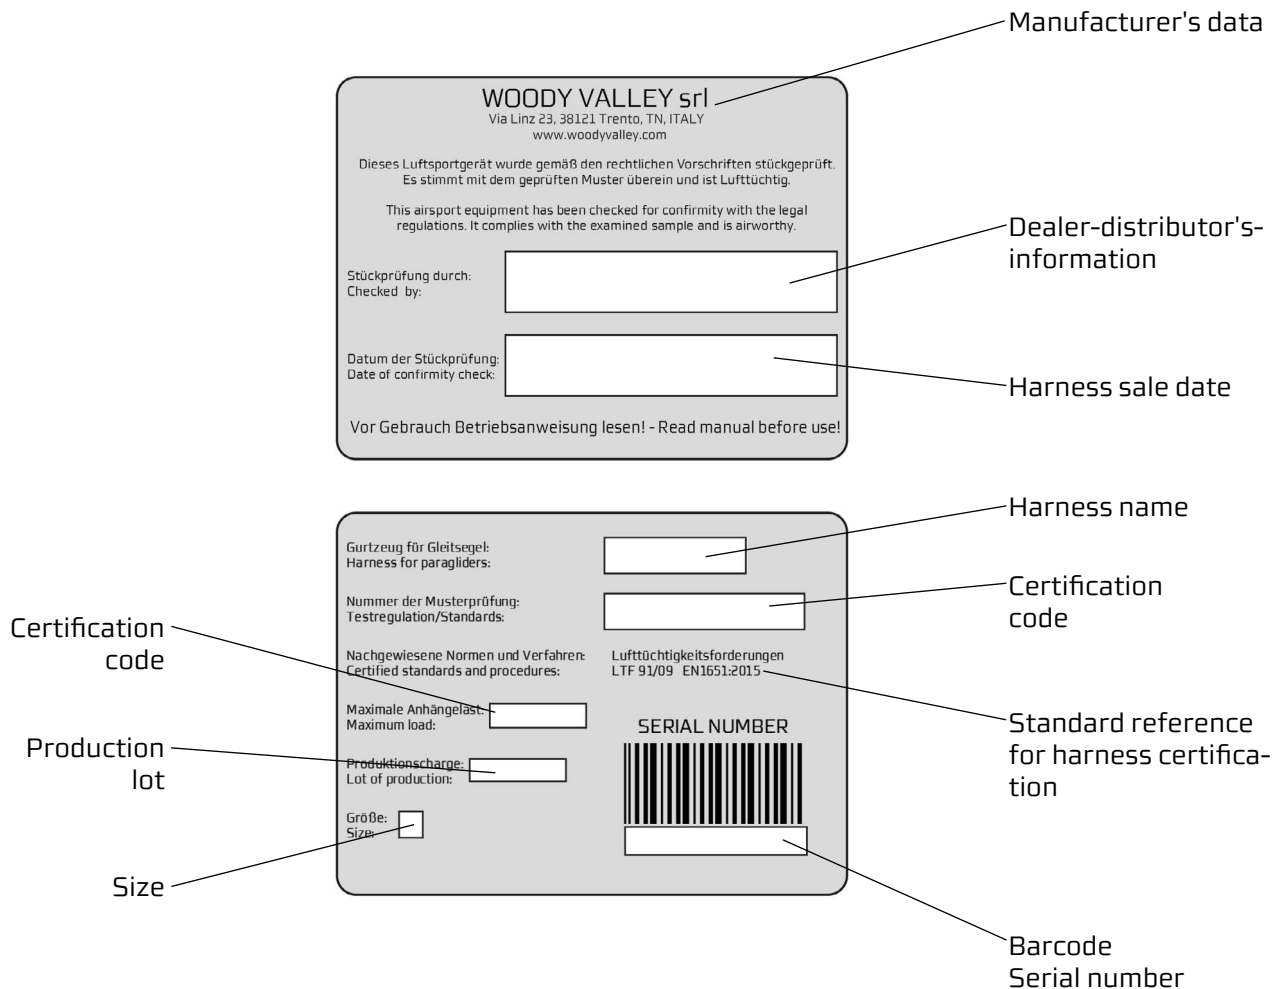 Manufacturer's data
WOODY VALLEY srl
Via Linz 23, 38121 Trento, TN, ITALY
www.woodyvalley.com
Dieses Luftsportgerät wurde gemäß den rechtlichen Vorschriften stückgeprüft.
Es stimmt mit dem geprüften Muster überein und ist Lufttüchtig.
This airsport equipment has been checked for confirmity with the legal
regulations. It complies with the examined sample and is airworthy.
Dealer-distributor's-
information
Stückprüfung durch:
Checked by:
Datum der Stückprüfung:
Date of confirmity check:
Harness sale date
Vor Gebrauch Betriebsanweisung lesen! - Read manual before use!
Harness name
Gurtzeug für Gleitsegel:
Harness for paragliders:
Certification
code
Nummer der Musterprüfung:
Testregulation/Standards:
Certification
code
Nachgewiesene Normen und Verfahren:
Certified standards and procedures:
Lufttüchtigkeitsforderungen
LTF 91/09 EN1651:2015
Maximale Anhängelast:
Maximum load:
SERIAL NUMBER
Standard reference
for harness certifica-
tion
Production
lot
Produktionscharge:
Lot of production:
Größe:
Size:
Size
Barcode
Serial number